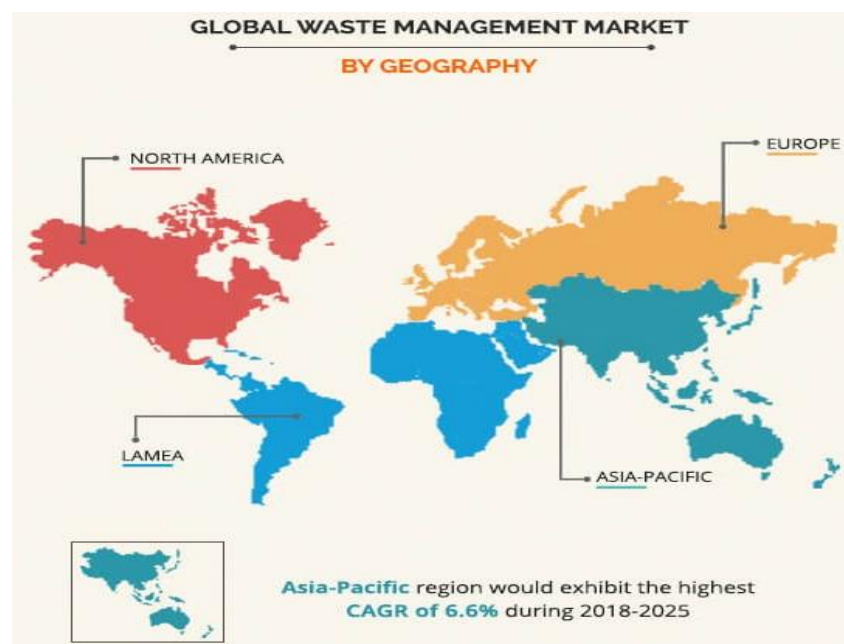 GLOBAL WASTE MANAGEMENT MARKET
BY GEOGRAPHY
NORTH AMERICA
EUROPE
LAMEA
ASIA-PACIFIC
Asia-Pacific region would exhibit the highest
CAGR of 6.6% during 2018-2025